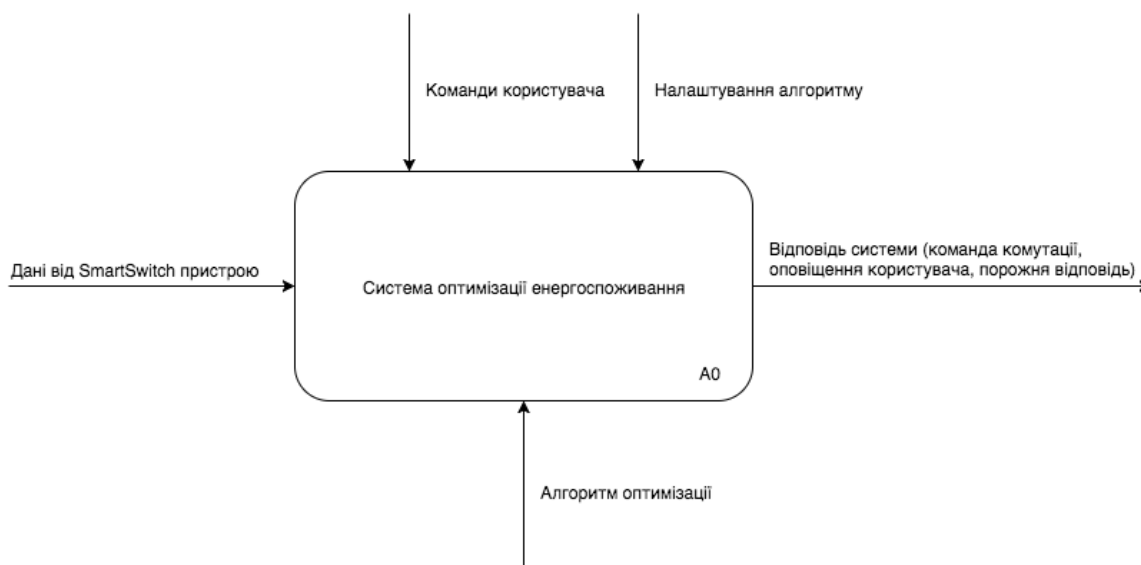 Команди користувача
Налаштування алгоритму
Дані від SmartSwitch пристрою
Система оптимізації енергоспоживання
Відповідь системи (команда комутації,
оповіщення користувача, порожня відповідь)
A0
Алгоритм оптимізації